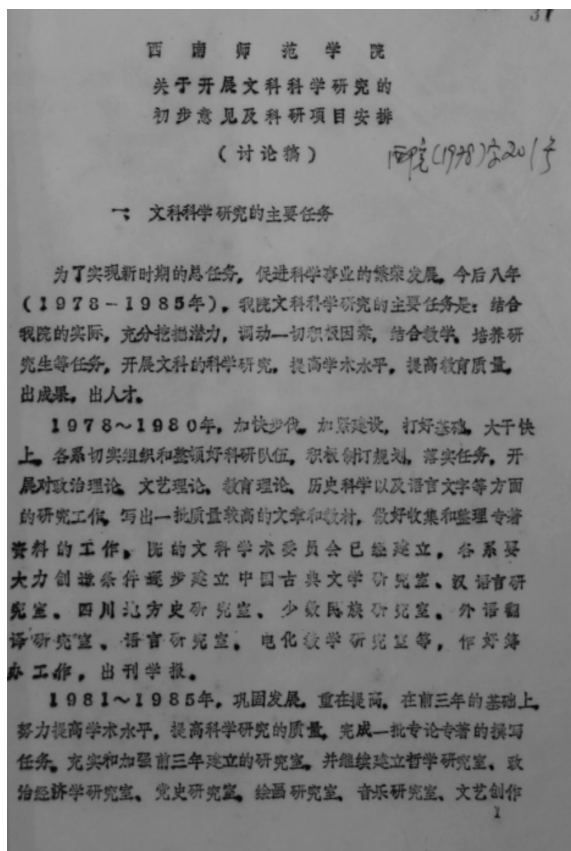 31
西南师范学院
关于开展文科科学研究的
初步意见及科研项目安排
(讨论稿)
西院(1978)字201号
一、文科科学研究的主要任务
为了实现新时期的总任务，促进科学事业的繁荣发展。今后八年
(1978-1985年)，我院文科科学研究的主要任务是：结合
我院的实际，充分挖掘潜力，调动一切积极因素，结合教学、培养研
究生等任务，开展文科的科学研究，提高学术水平，提高教育质量，
出成果，出人才。
1978～1980年，加快步伐，加紧建设，打好基础，大干快
上。各系切实组织和整顿好科研队伍，积极制订规划，落实任务，开
展对政治理论、文艺理论、教育理论、历史科学以及语言文字等方面
的研究工作，写出一批质量较高的文章和教材，做好收集和整理专著
资料的工作，院的文科学术委员会已经建立，各系要
大力创造条件逐步建立中国古典文学研究室、汉语言研
究室、四川地方史研究室、少数民族研究室、外语翻
译研究室、语言研究室、电化教学研究室等，作好筹
办工作，出刊学报。
1981～1985年，巩固发展，重在提高。在前三年的基础上，
努力提高学术水平，提高科学研究的质量，完成一批专论专著的撰写
任务。充实和加强前三年建立的研究室，并继续建立哲学研究室、政
治经济学研究室、党史研究室、绘画研究室、音乐研究室、文艺创作
1